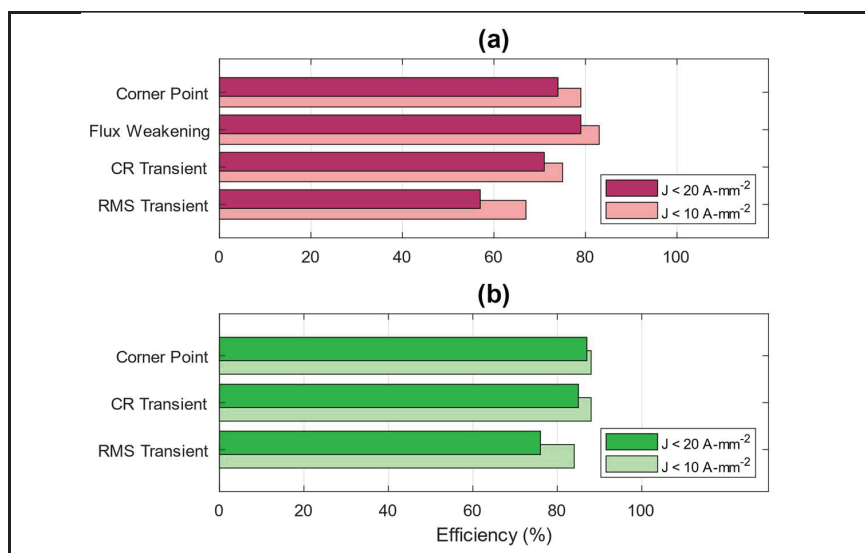 (a)
Corner Point
Flux Weakening
CR Transient
RMS Transient
J < 20 A-mm-2
J < 10 A-mm-2
0 20 40 60 80 100
(b)
Corner Point
CR Transient
RMS Transient
J < 20 A-mm-2
J < 10 A-mm-2
0 20 40 60 80 100
Efficiency (%)